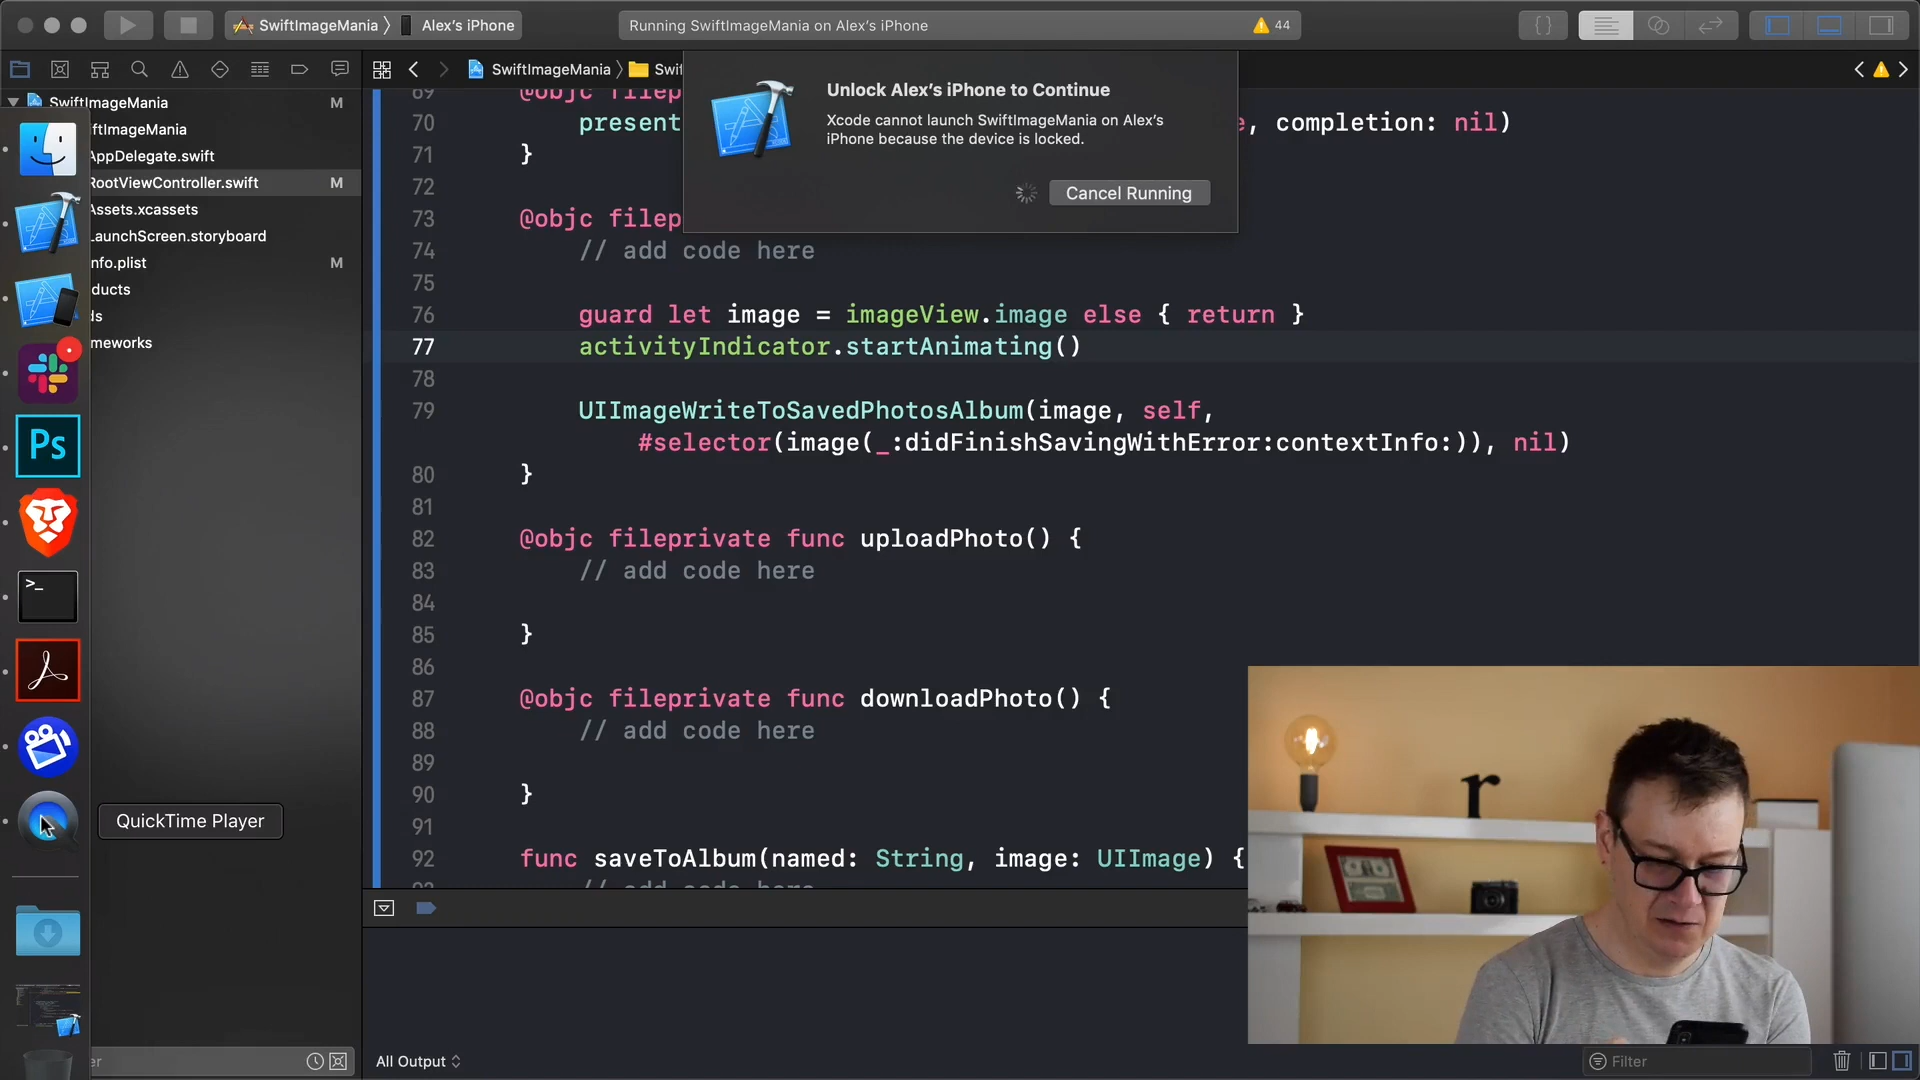 SwiftImageMania 〉 Alex's iPhone
Running SwiftImageMania on Alex's iPhone
44
SwiftImageMania 〉
Unlock Alex's iPhone to Continue
Xcode cannot launch SwiftImageMania on Alex's
iPhone because the device is locked.
Cancel Running
SwiftImageMania M
ftImageMania
AppDelegate.swift
RootViewController.swift M
Assets.xcassets
LaunchScreen.storyboard
nfo.plist M
ducts
ds
meworks
Ps
>_
QuickTime Player
69 @objc
70 present , completion: nil)
71 }
72
73 @objc
74 // add code here
75
76 guard let image = imageView.image else { return }
77 activityIndicator.startAnimating()
78
79 UIImageWriteToSavedPhotosAlbum(image, self,
#selector(image(_:didFinishSavingWithError:contextInfo:)), nil)
80 }
81
82 @objc fileprivate func uploadPhoto() {
83 // add code here
84
85 }
86
87 @objc fileprivate func downloadPhoto() {
88 // add code here
89
90 }
91
92 func saveToAlbum(named: String, image: UIImage) {
// add code here
All Output
Filter